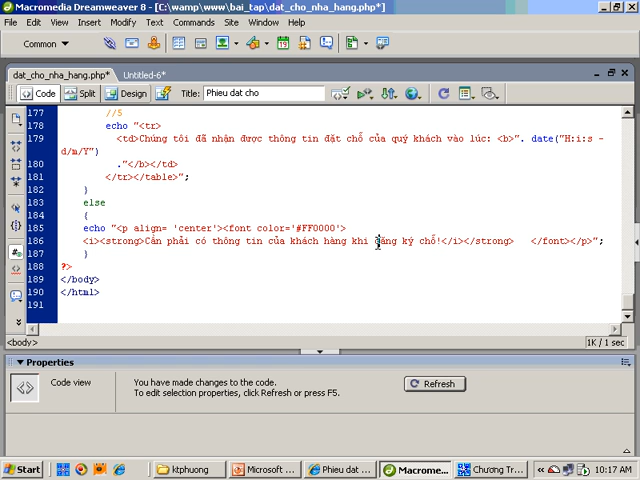 Macromedia Dreamweaver 8 - [C:\wamp\www\bai_tap\dat_cho_nha_hang.php*]
File Edit View Insert Modify Text Commands Site Window Help
Common
dat_cho_nha_hang.php* Untitled-6*
Code Split Design Title: Phieu dat cho
177 //5
178 echo "<tr>
179 <td>Chúng tôi đã nhận được thông tin đặt chỗ của quý khách vào lúc: <b>". date("H:i:s -
d/m/Y")
180 ."</b></td>
181 </tr></table>";
182 }
183 else
184 {
185 echo "<p align= 'center'><font color='#FF0000'>
186 <i><strong>Cần phải có thông tin của khách hàng khi đăng ký chỗ!</i></strong> </font></p>";
187 }
188 ?>
189 </body>
190 </html>
191
<body> 1K / 1 sec
Properties
Code view You have made changes to the code.
To edit selection properties, click Refresh or press F5.
Refresh
Start ktphuong Microsoft ... Phieu dat ... Macrome... Chương Tr... 10:17 AM